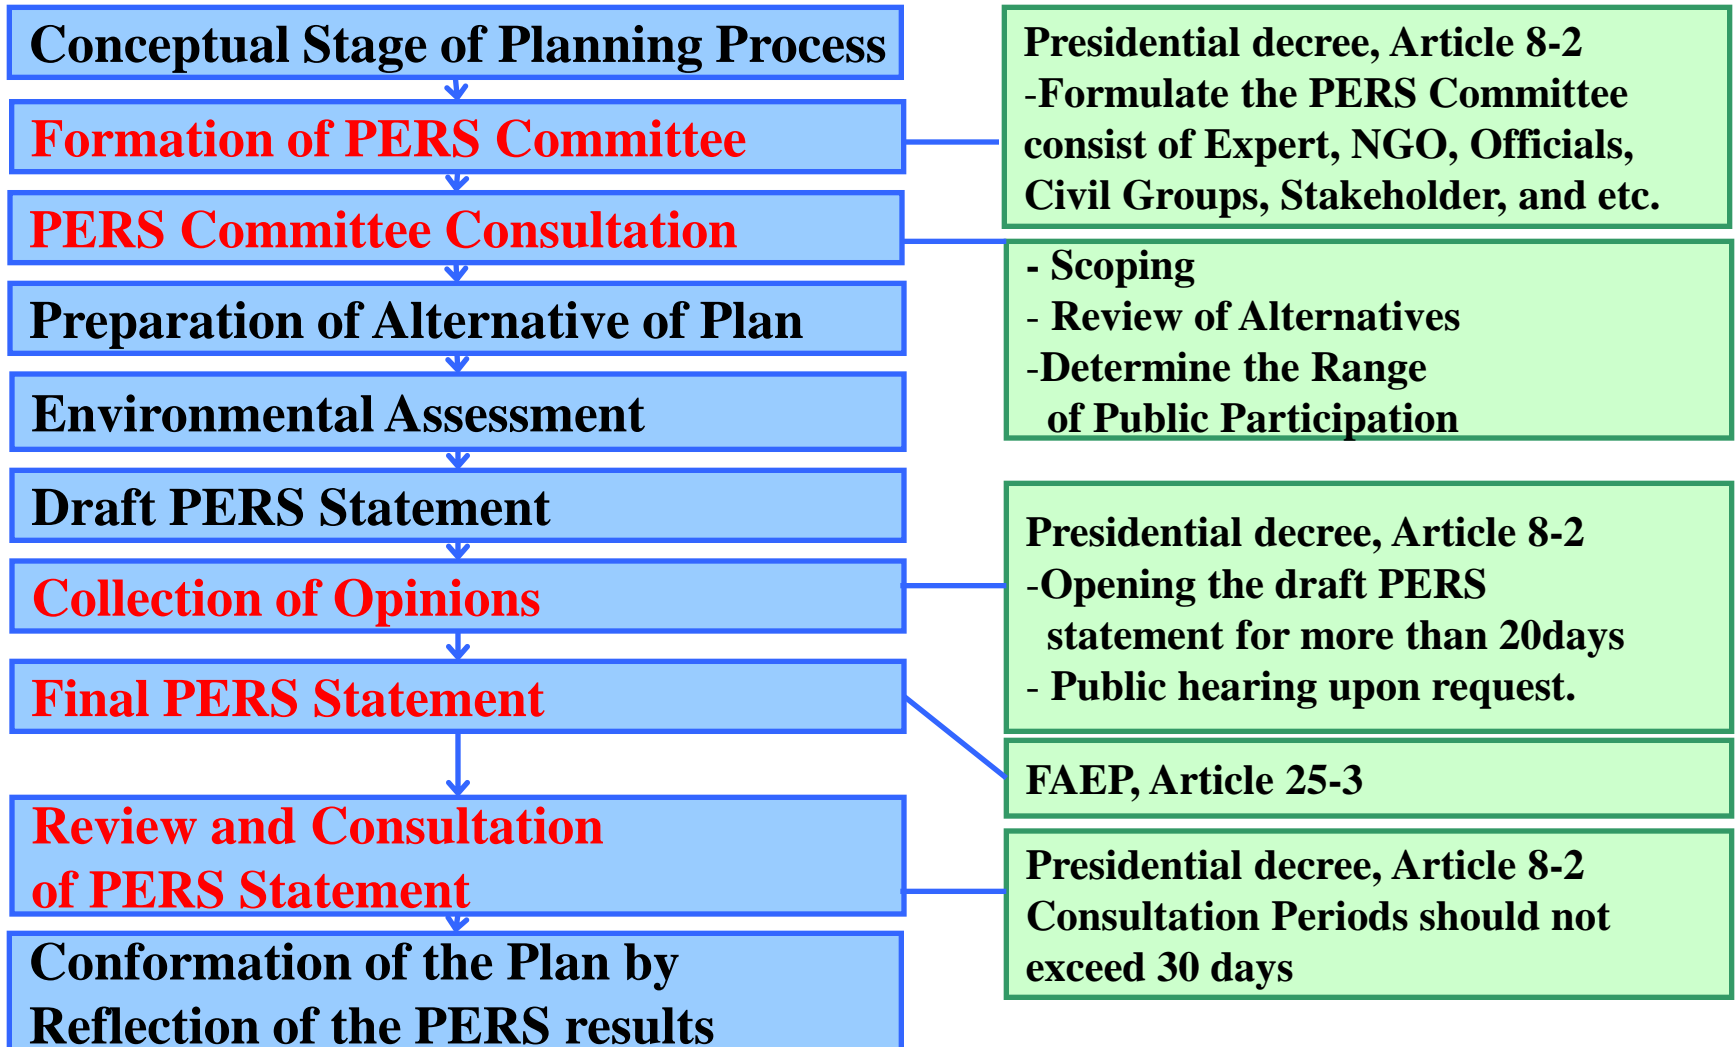 Conceptual Stage of Planning Process
Formation of PERS Committee
PERS Committee Consultation
Preparation of Alternative of Plan
Environmental Assessment
Draft PERS Statement
Collection of Opinions
Final PERS Statement
Review and Consultation
of PERS Statement
Conformation of the Plan by
Reflection of the PERS results
Presidential decree, Article 8-2
-Formulate the PERS Committee
consist of Expert, NGO, Officials,
Civil Groups, Stakeholder, and etc.
- Scoping
- Review of Alternatives
-Determine the Range
of Public Participation
Presidential decree, Article 8-2
-Opening the draft PERS
statement for more than 20days
- Public hearing upon request.
FAEP, Article 25-3
Presidential decree, Article 8-2
Consultation Periods should not
exceed 30 days